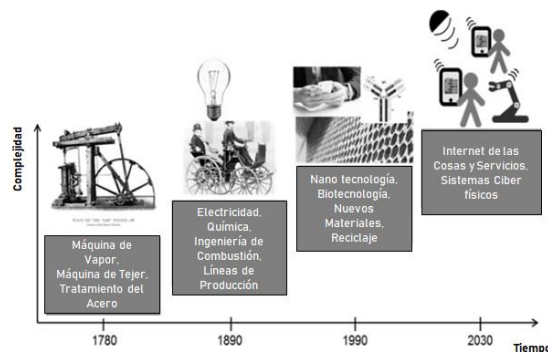 Complejidad
Internet de las
Cosas y Servicios,
Sistemas Ciber
físicos
Nano tecnología,
Biotecnología,
Nuevos
Materiales,
Reciclaje
Electricidad,
Química,
Ingeniería de
Combustión,
Líneas de
Producción
Máquina de
Vapor,
Máquina de Tejer,
Tratamiento del
Acero
1780
1890
1990
2030
Tiempo